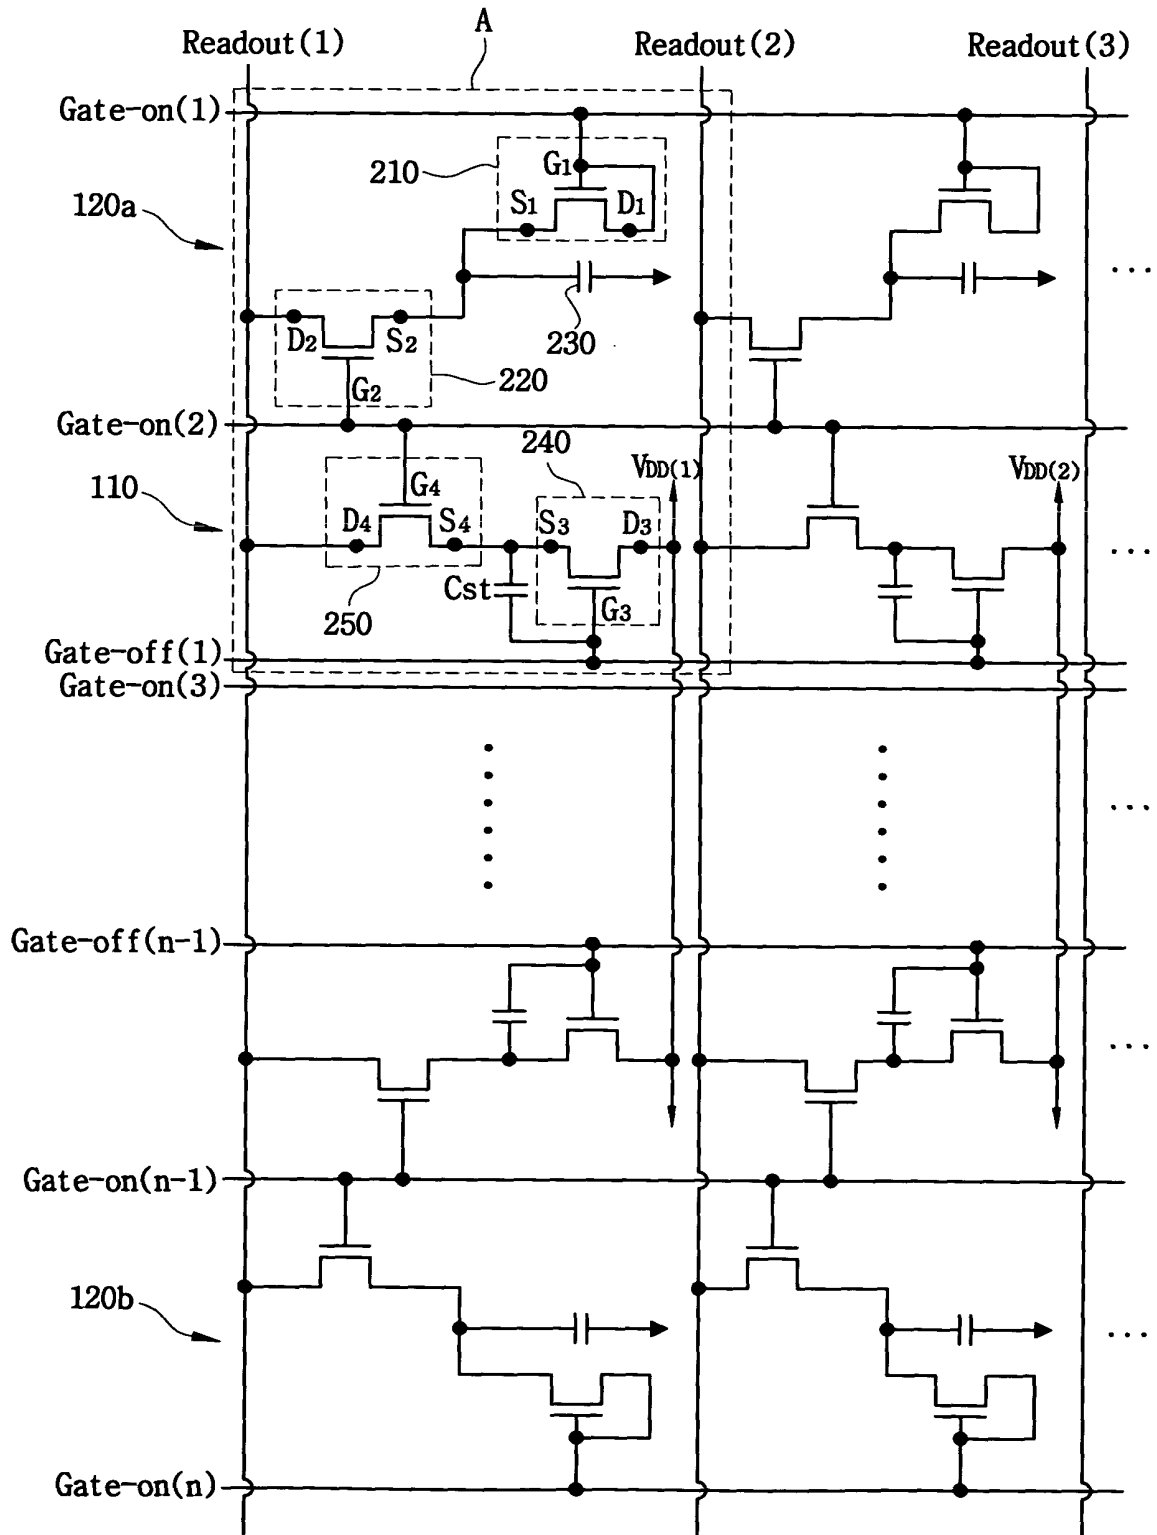 A
Readout(1)
Readout(2)
Readout(3)
Gate-on(1)
210
G1
S1
D1
120a
...
D2
S2
230
G2
220
Gate-on(2)
240
VDD(1)
VDD(2)
110
G4
D4
S4
S3
D3
...
Cst
G3
250
Gate-off(1)
Gate-on(3)
...
Gate-off(n-1)
...
Gate-on(n-1)
120b
...
Gate-on(n)